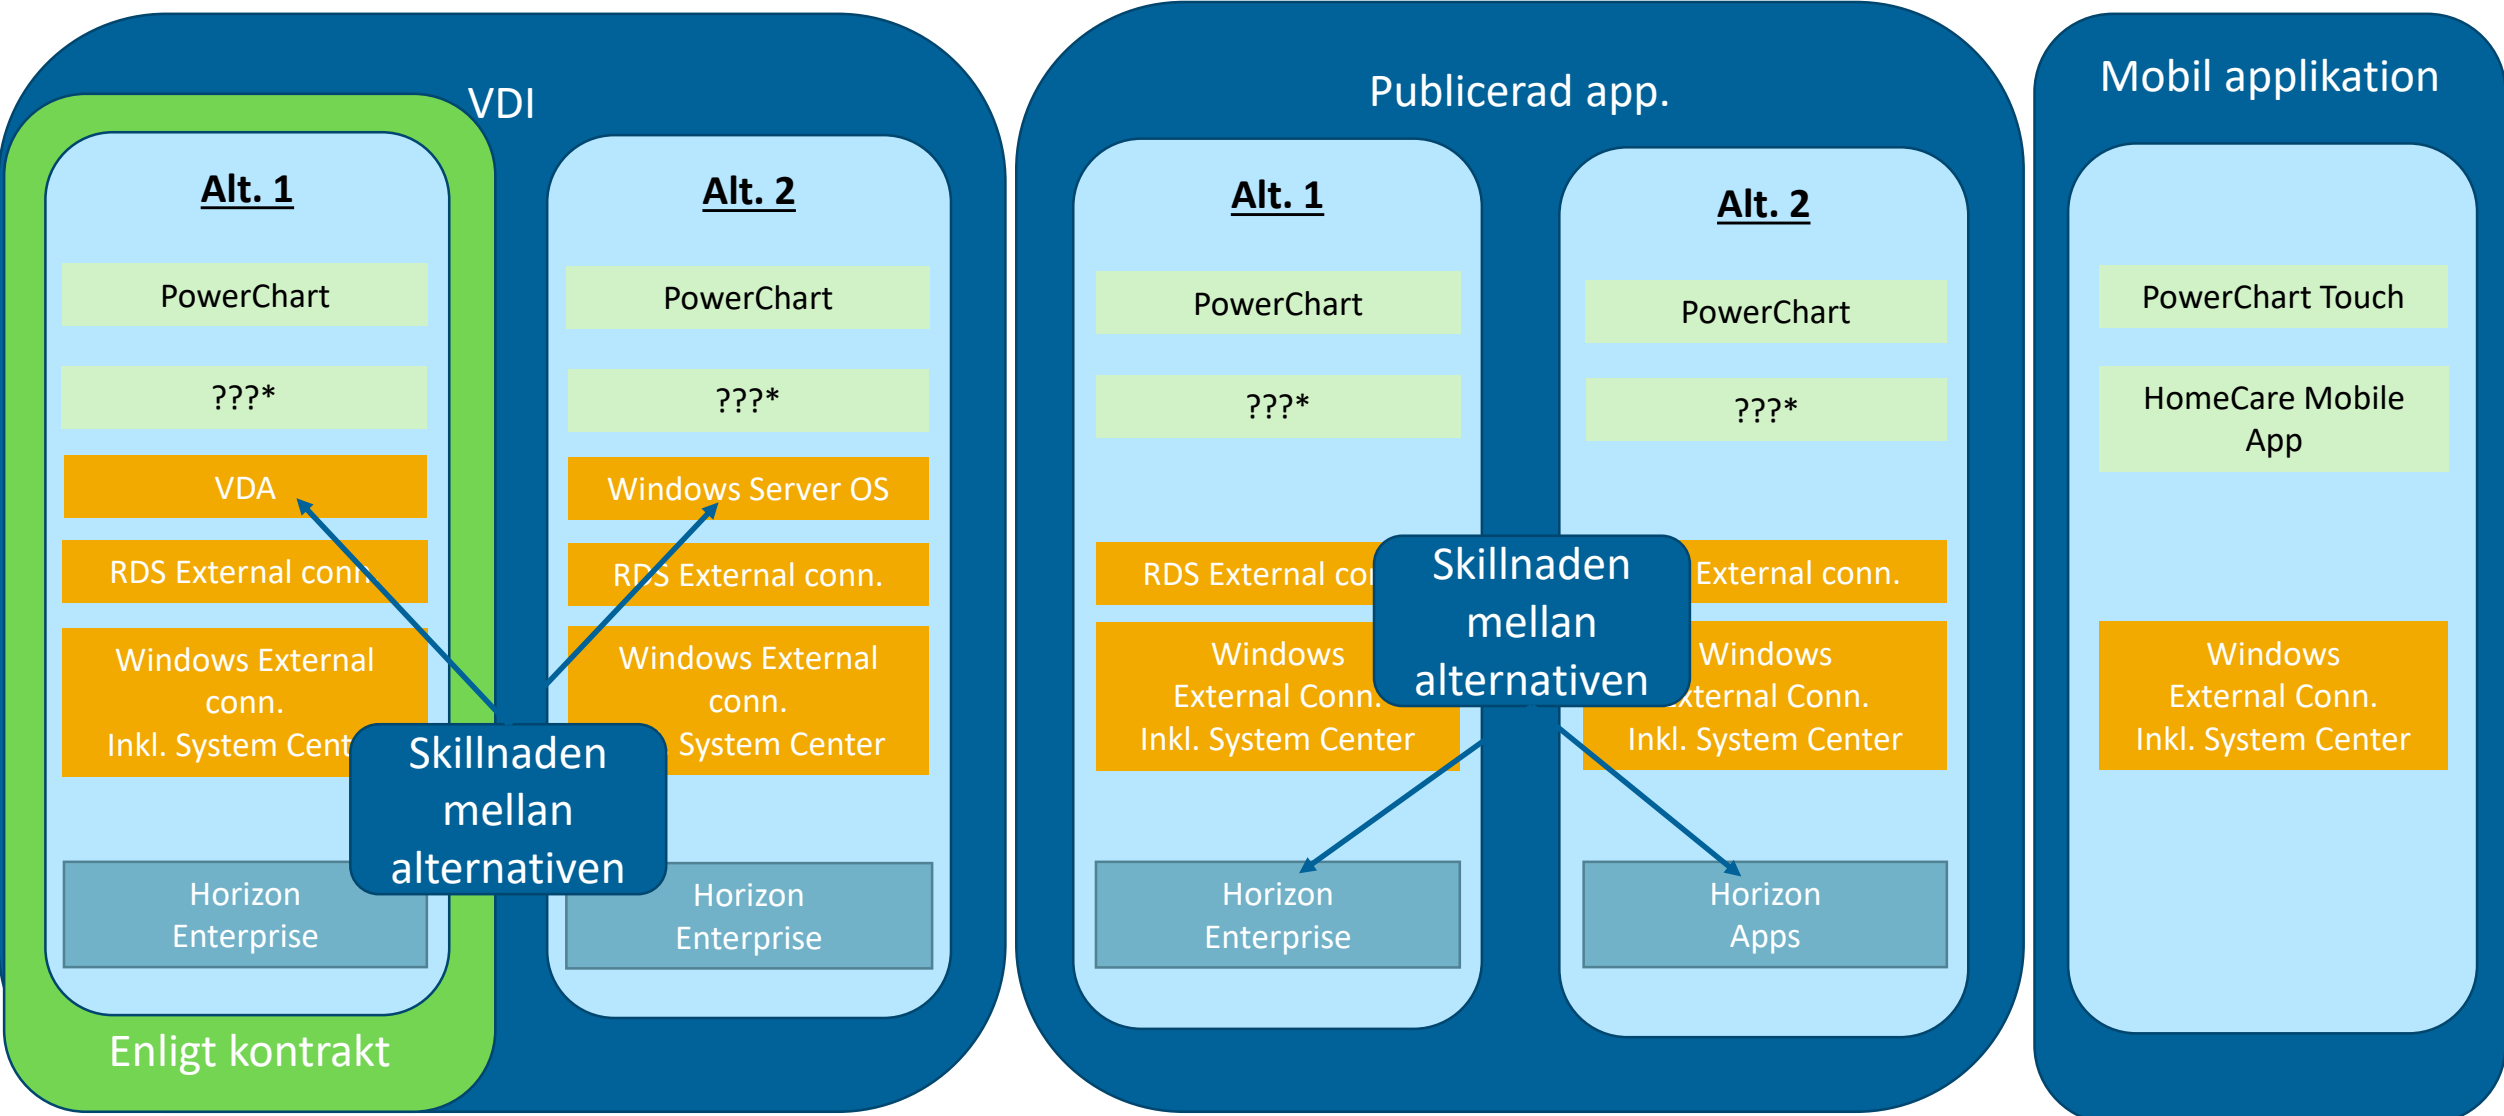 VDI
Enligt kontrakt
Alt. 1
PowerChart
???*
VDA
RDS External conn.
Windows External
conn.
Inkl. System Cent
Horizon
Enterprise
Alt. 2
PowerChart
???*
Windows Server OS
RDS External conn.
Windows External
conn.
System Center
Horizon
Enterprise
Skillnaden
mellan
alternativen
Publicerad app.
Alt. 1
PowerChart
???*
RDS External con
Windows
External Conn.
Inkl. System Center
Horizon
Enterprise
Alt. 2
PowerChart
???*
External conn.
Windows
External Conn.
Inkl. System Center
Horizon
Apps
Skillnaden
mellan
alternativen
Mobil applikation
PowerChart Touch
HomeCare Mobile
App
Windows
External Conn.
Inkl. System Center